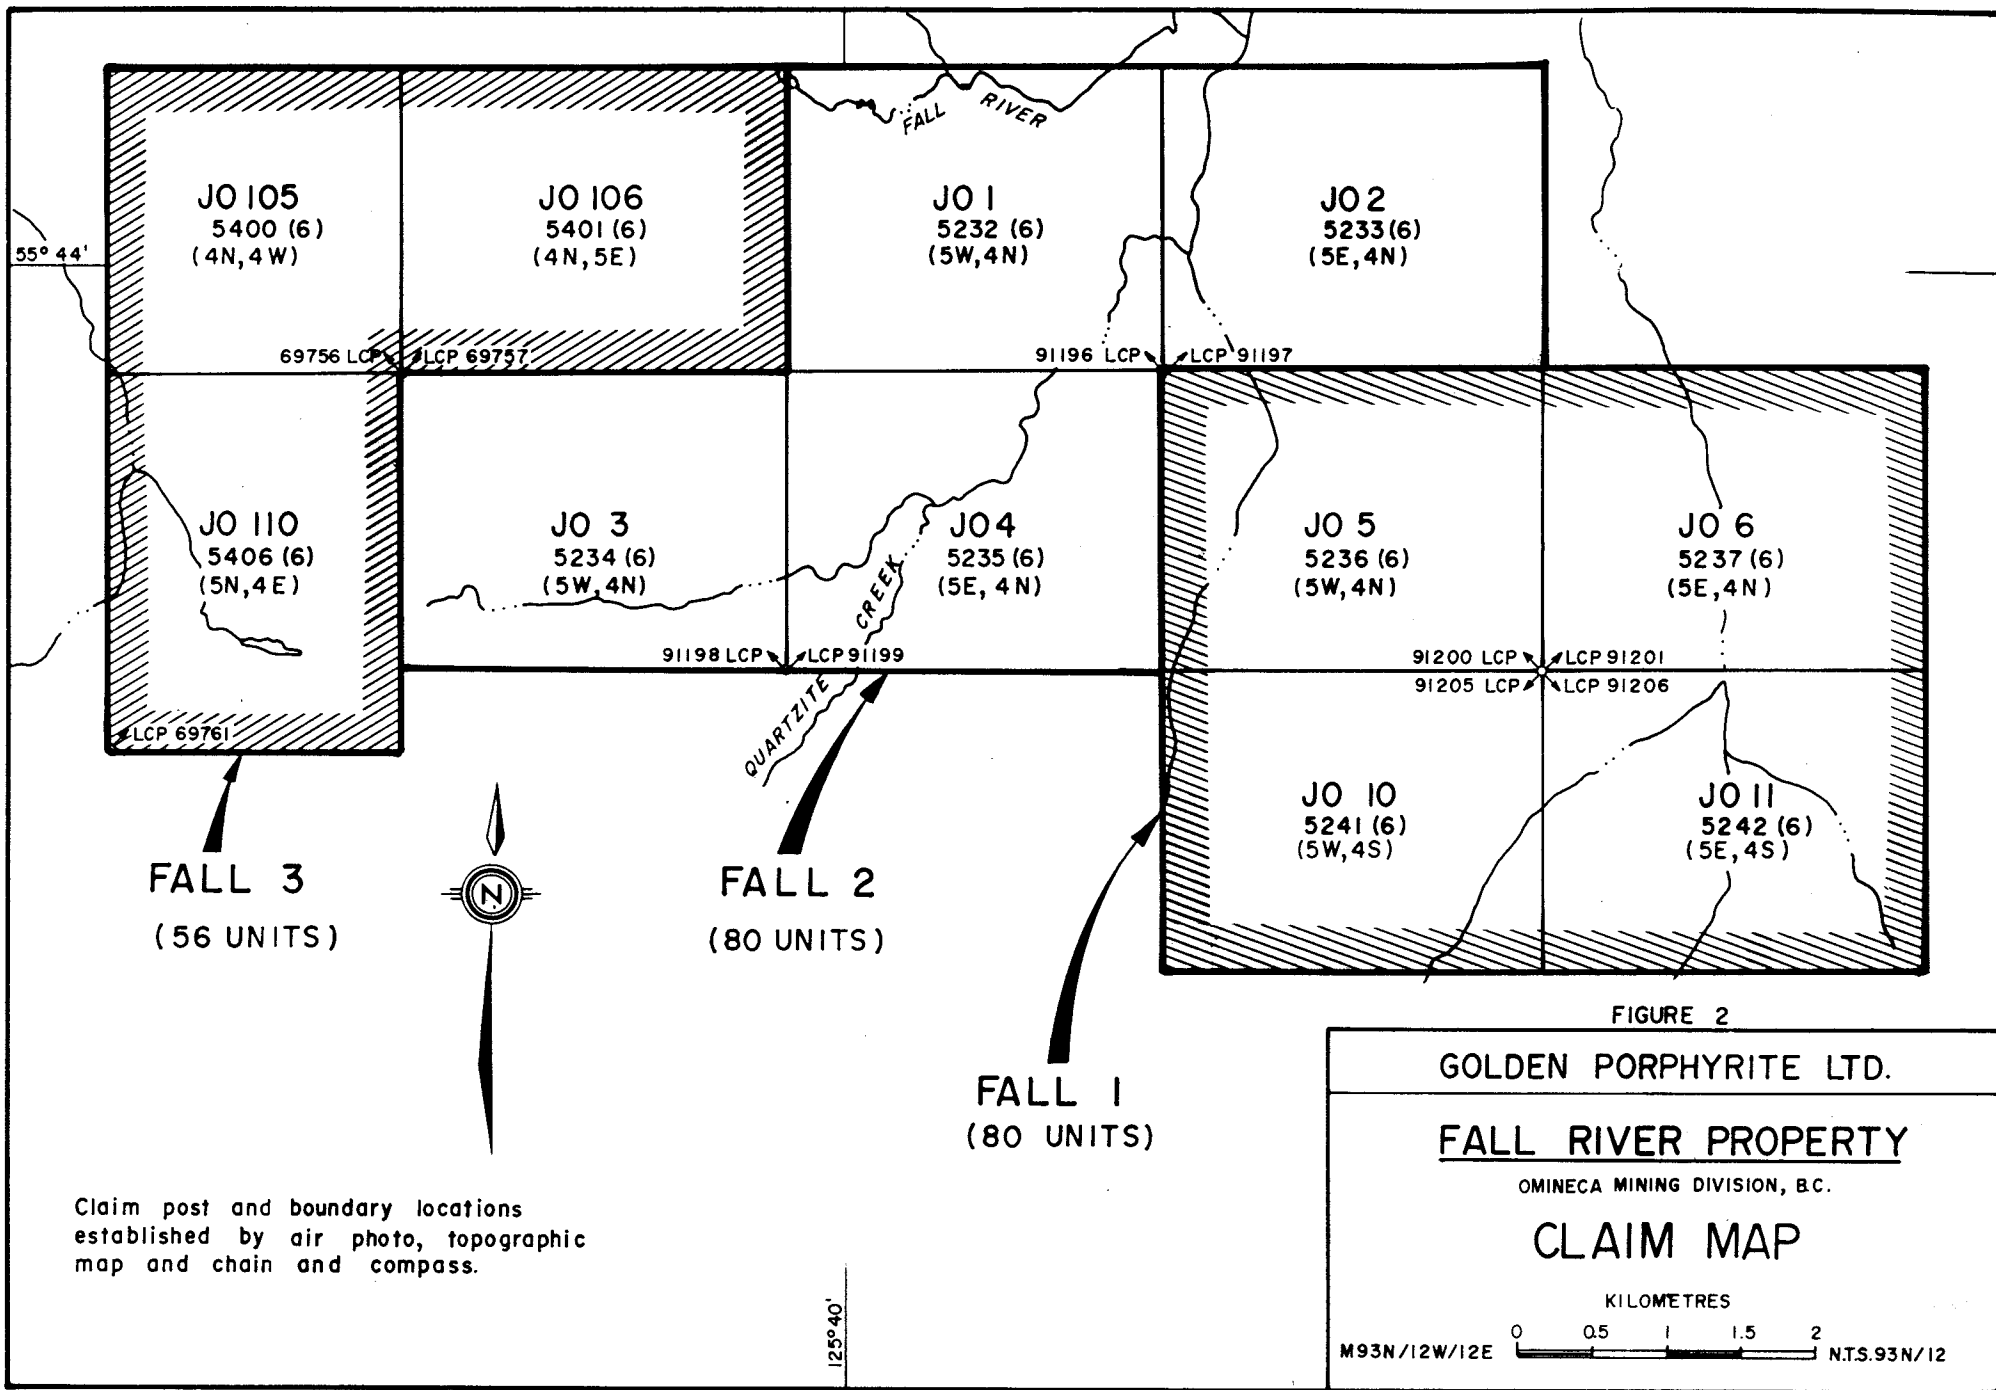 FALL RIVER
JO 105
5400 (6)
(4N, 4W)
JO 106
5401 (6)
(4N, 5E)
JO 1
5232 (6)
(5W, 4N)
JO 2
5233 (6)
(5E, 4N)
55° 44'
69756 LCP
LCP 69757
91196 LCP
LCP 91197
JO 110
5406 (6)
(5N, 4E)
JO 3
5234 (6)
(5W, 4N)
JO 4
5235 (6)
(5E, 4N)
JO 5
5236 (6)
(5W, 4N)
JO 6
5237 (6)
(5E, 4N)
QUARTZITE CREEK
91198 LCP
LCP 91199
91200 LCP
LCP 91201
91205 LCP
LCP 91206
LCP 69761
JO 10
5241 (6)
(5W, 4S)
JO 11
5242 (6)
(5E, 4S)
FALL 3
(56 UNITS)
N
FALL 2
(80 UNITS)
FALL 1
(80 UNITS)
Claim post and boundary locations
established by air photo, topographic
map and chain and compass.
125° 40'
FIGURE 2
GOLDEN PORPHYRITE LTD.
FALL RIVER PROPERTY
OMINECA MINING DIVISION, B.C.
CLAIM MAP
KILOMETRES
0 0.5 1 1.5 2
M93N/12W/12E
N.T.S. 93N/12